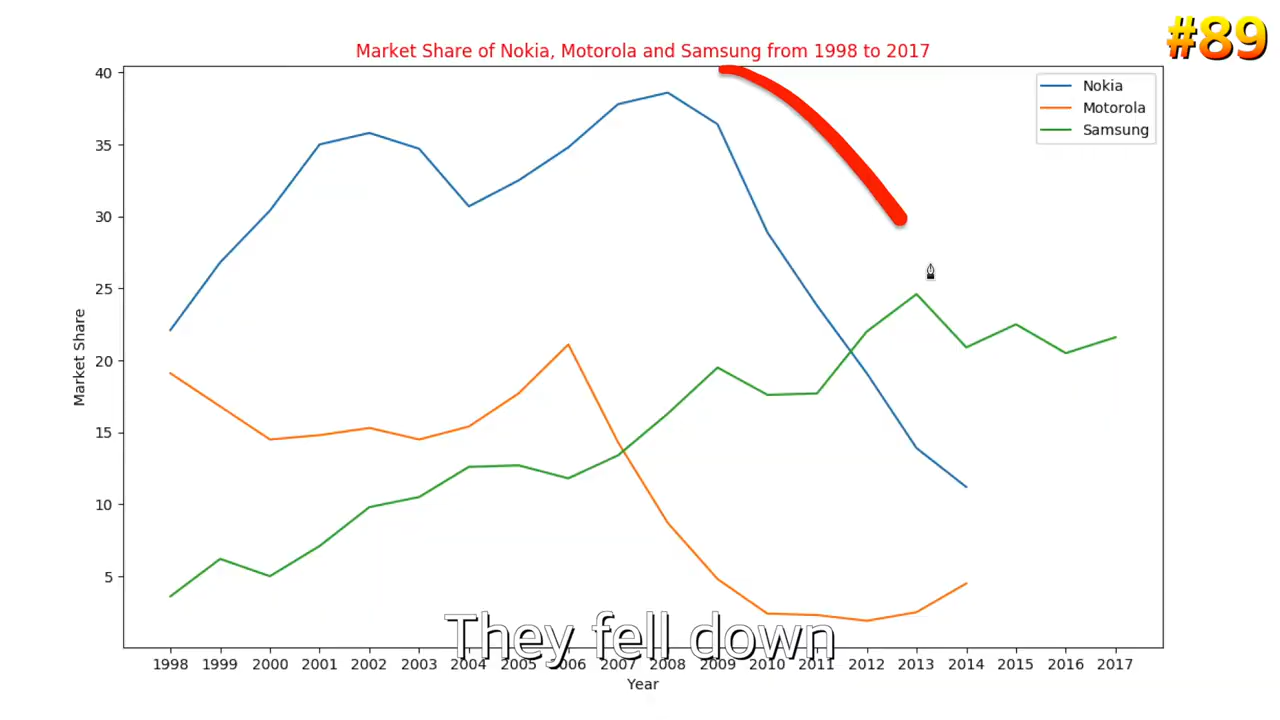 #89
Market Share of Nokia, Motorola and Samsung from 1998 to 2017
Nokia
Motorola
Samsung
40
35
30
25
20
15
10
5
Market Share
They fell down
1998 1999 2000 2001 2002 2003 2004 2005 2006 2007 2008 2009 2010 2011 2012 2013 2014 2015 2016 2017
Year